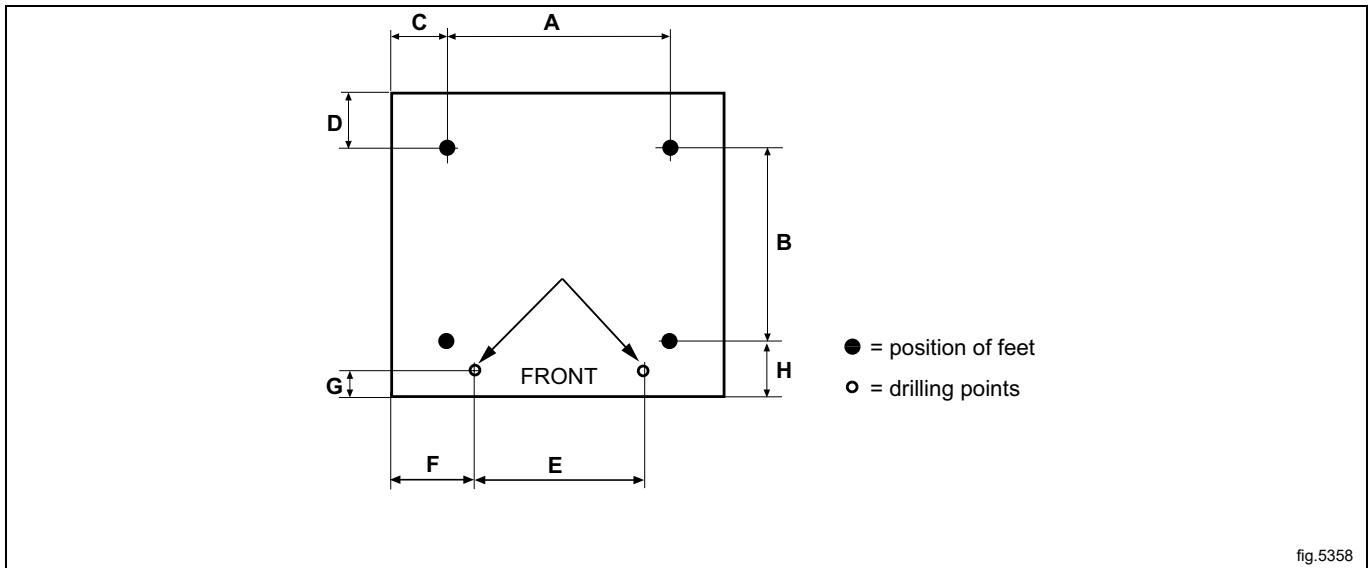 C
A
D
B
= position of feet
H
G
FRONT
= drilling points
F
E
fig.5358